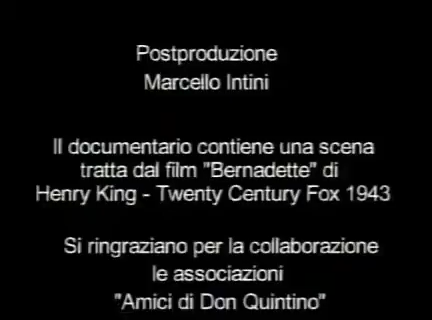 Postproduzione
Marcello Intini
Il documentario contiene una scena
tratta dal film "Bernadette" di
Henry King - Twenty Century Fox 1943
Si ringraziano per la collaborazione
le associazioni
"Amici di Don Quintino"